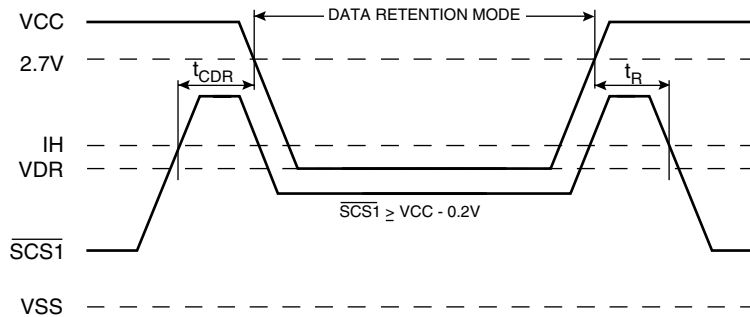 VCC
DATA RETENTION MODE
2.7V
tCDR
tR
IH
VDR
SCS1 ≥ VCC - 0.2V
SCS1
VSS